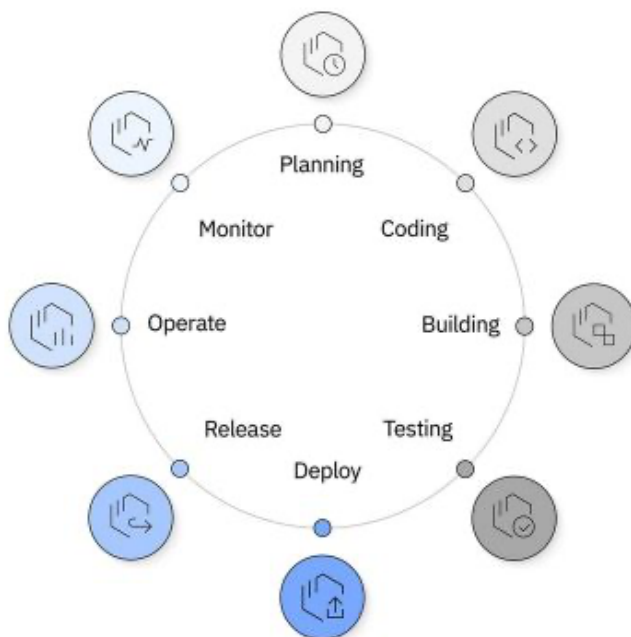 Planning
Monitor
Coding
Operate
Building
Release
Testing
Deploy